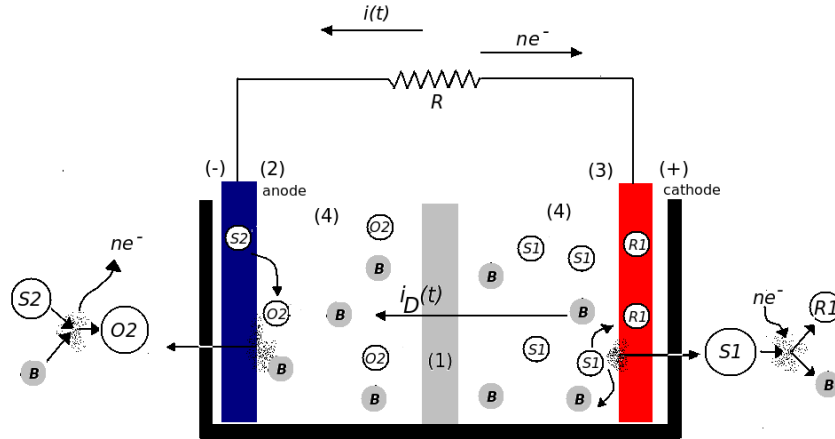 i(t)
ne-
R
(-) (2) (3) (+)
anode cathode
(4) (4)
S2 O2 S1 S1 R1
ne- B B
S2 O2 iD(t) R1 R1
O2 B B ne-
B O2 (1) S1 S1 S1
B B B
B B